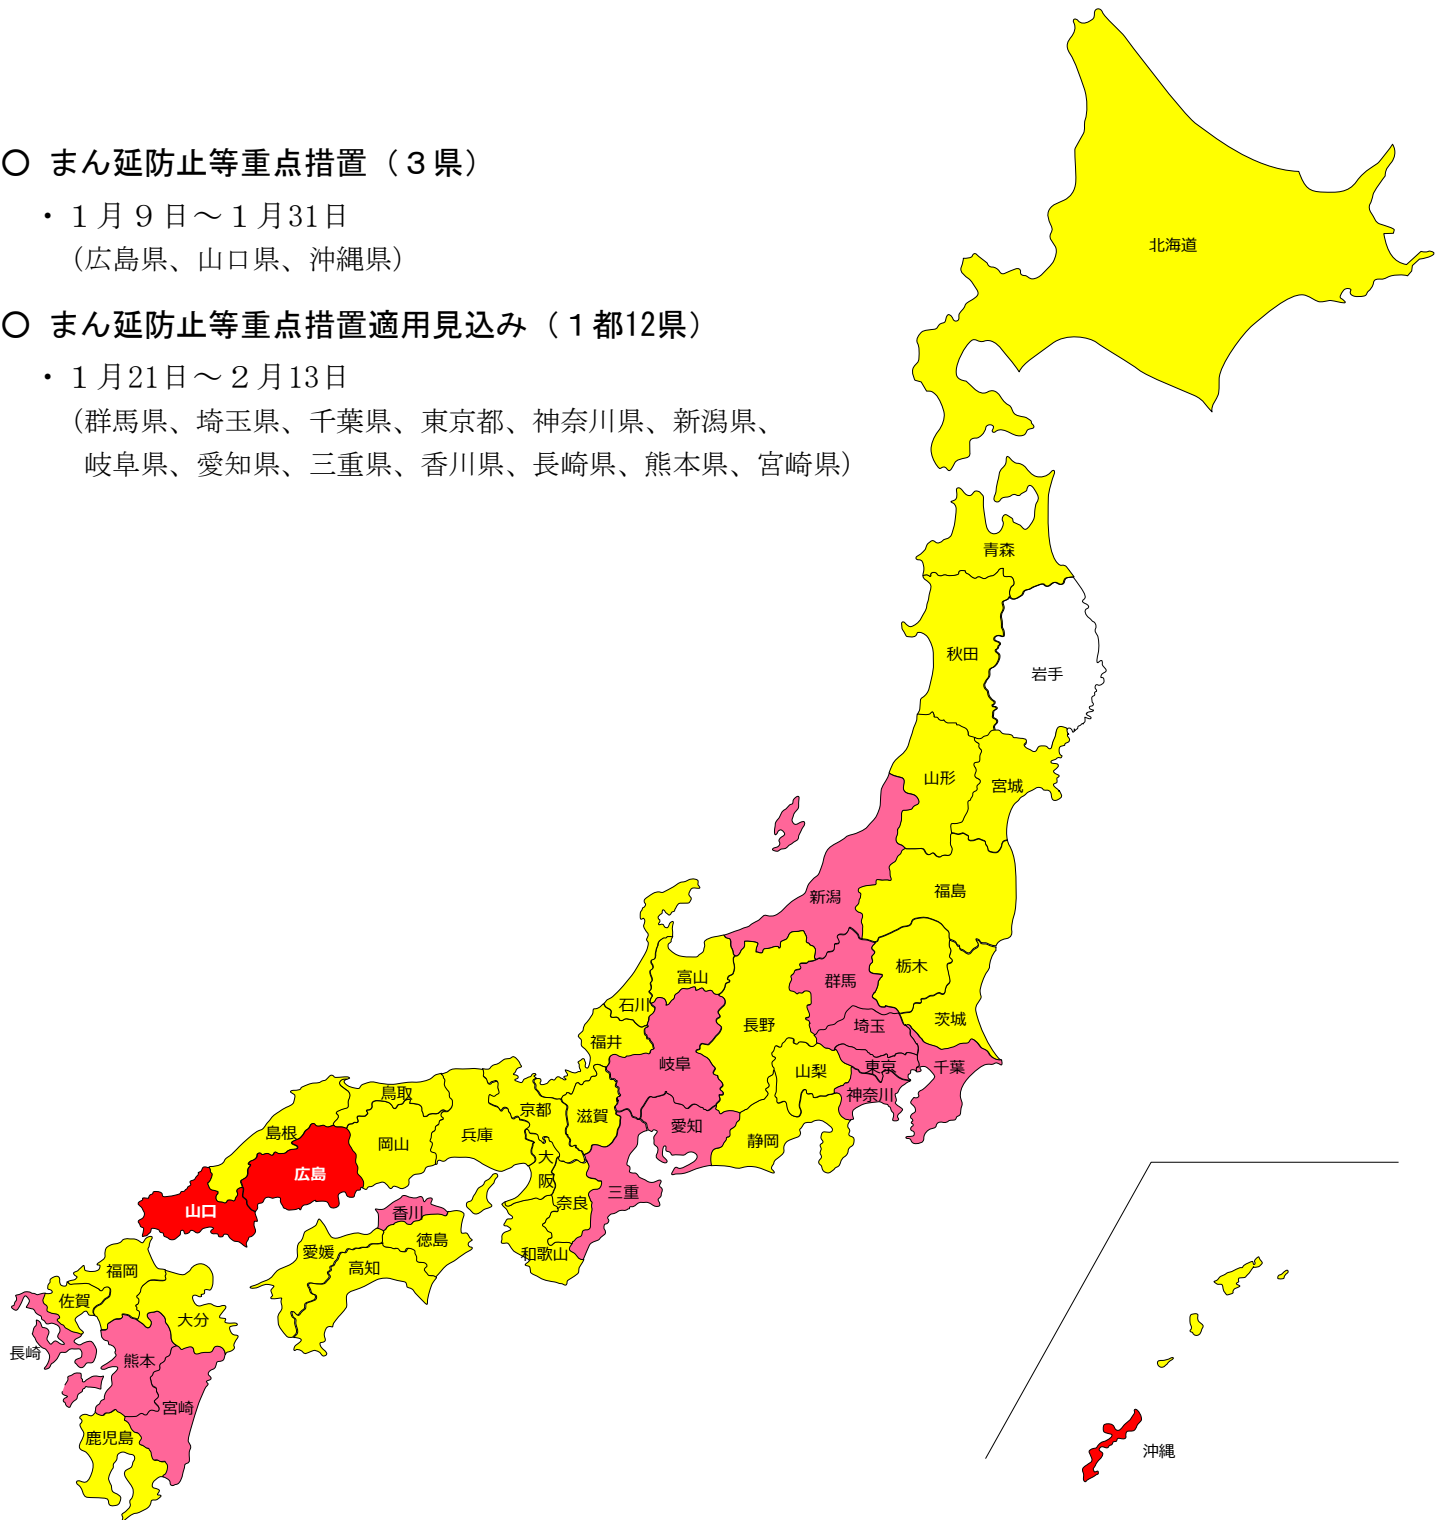 ○ まん延防止等重点措置（３県）
・１月９日～１月31日
（広島県、山口県、沖縄県）
○ まん延防止等重点措置適用見込み（１都12県）
・１月21日～２月13日
（群馬県、埼玉県、千葉県、東京都、神奈川県、新潟県、
岐阜県、愛知県、三重県、香川県、長崎県、熊本県、宮崎県）
北海道
青森
秋田
岩手
山形
宮城
新潟
福島
栃木
群馬
富山
石川
長野
埼玉
茨城
福井
岐阜
山梨
東京
千葉
神奈川
鳥取
京都
滋賀
愛知
静岡
島根
岡山
兵庫
大
阪
広島
奈良
三重
山口
香川
徳島
和歌山
愛媛
高知
福岡
佐賀
大分
長崎
熊本
宮崎
鹿児島
沖縄